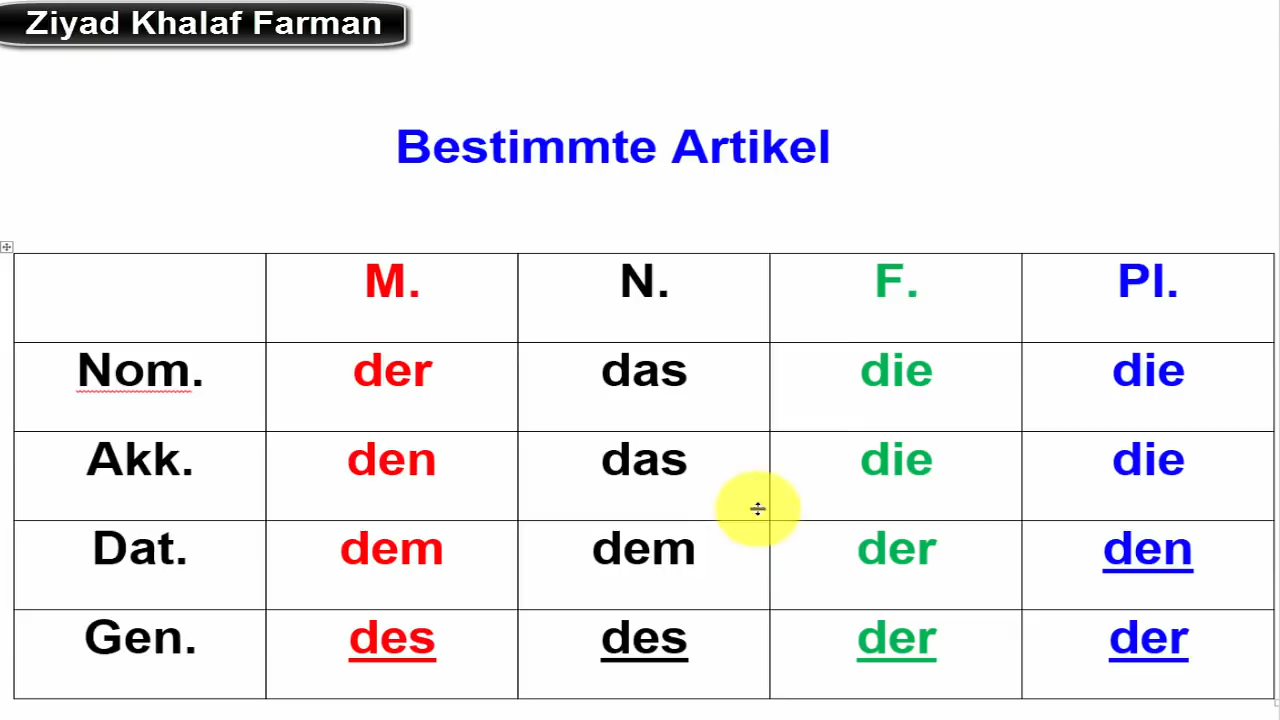 Ziyad Khalaf Farman
Bestimmte Artikel
M. N. F. Pl.
Nom. der das die die
Akk. den das die die
Dat. dem dem der den
Gen. des des der der